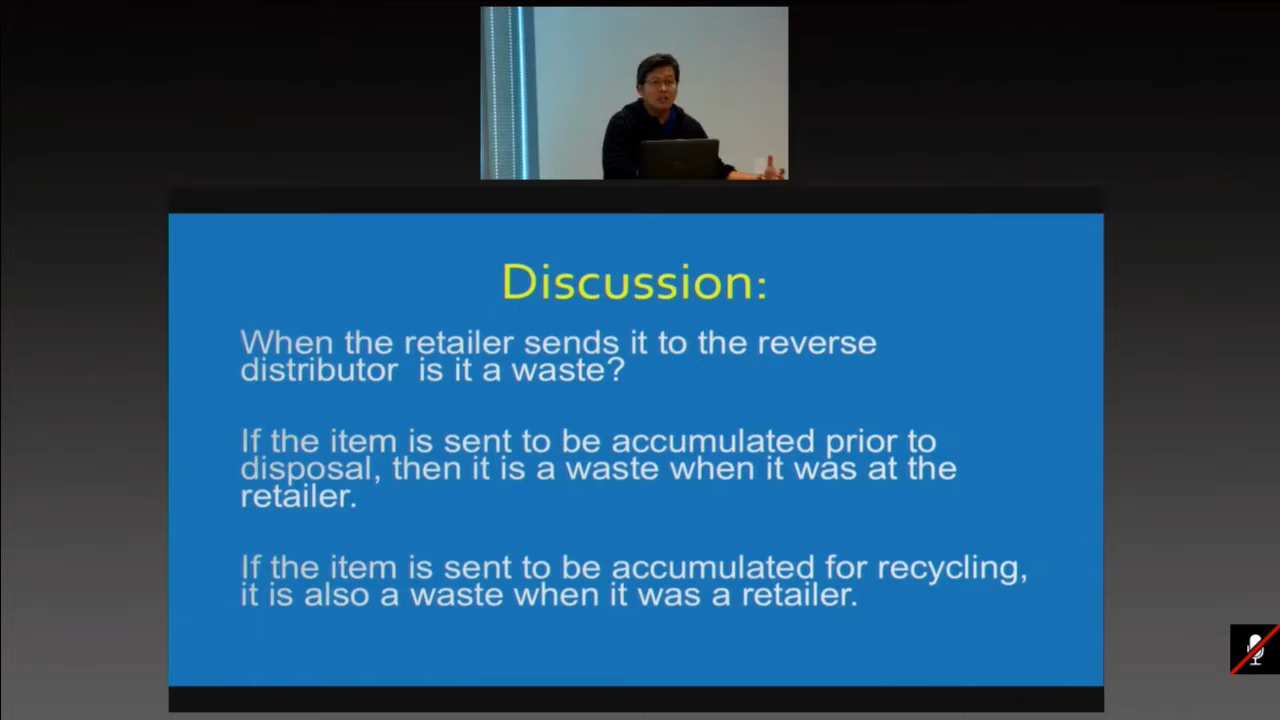 Discussion:
When the retailer sends it to the reverse
distributor  is it a waste?
If the item is sent to be accumulated prior to
disposal, then it is a waste when it was at the
retailer.
If the item is sent to be accumulated for recycling,
it is also a waste when it was a retailer.